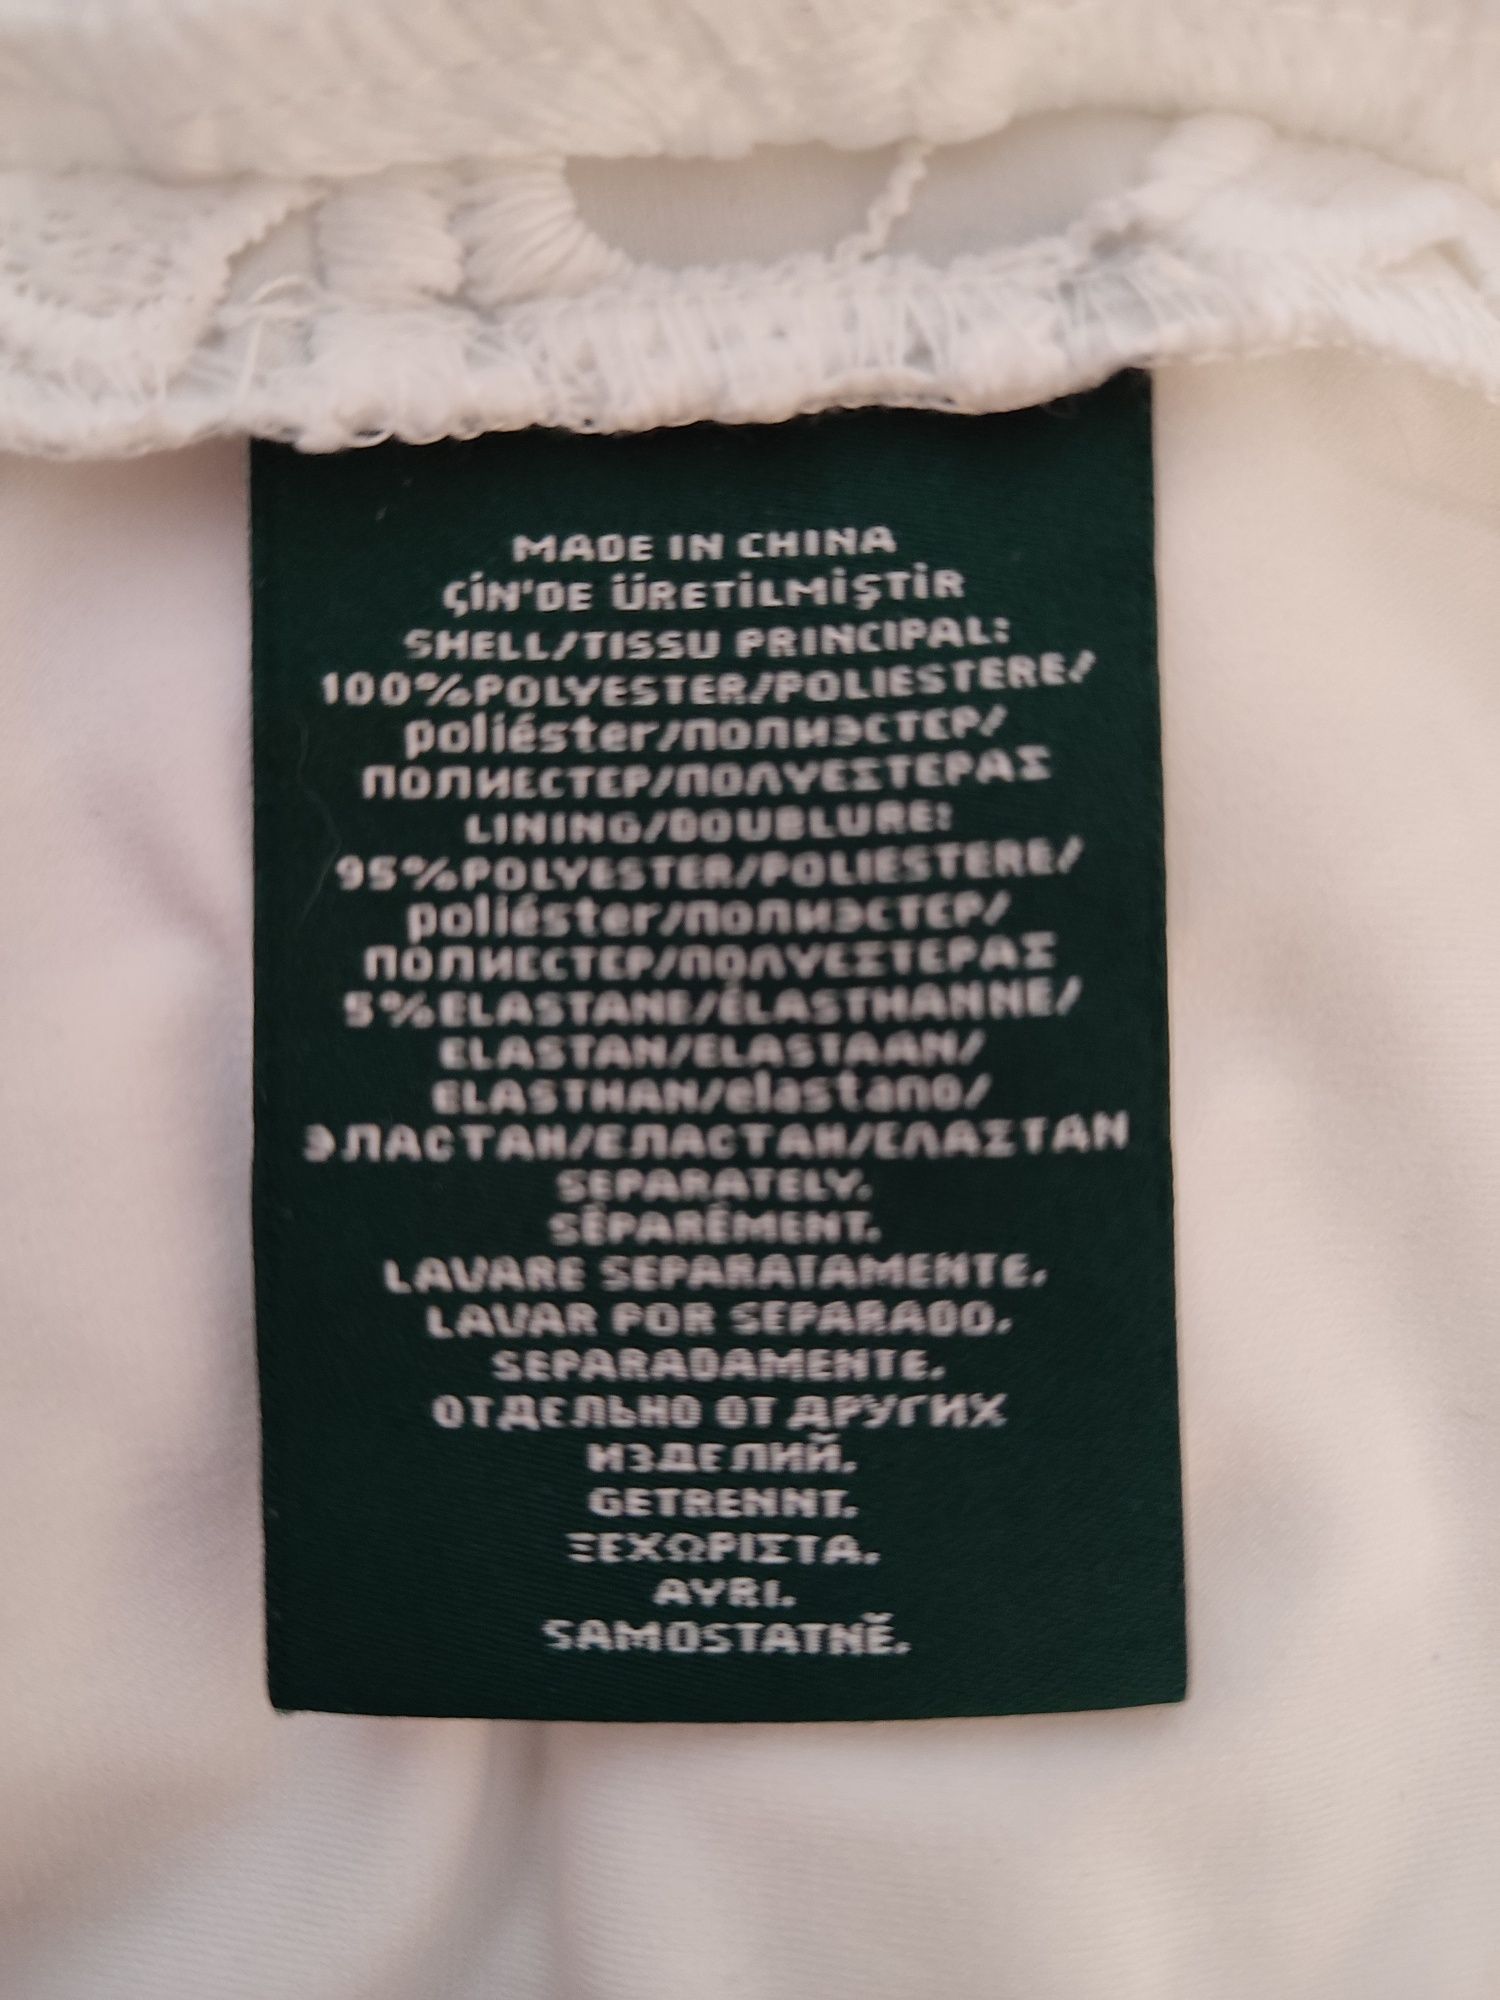 MADE IN CHINA
ÇİN'DE ÜRETİLMİŞTİR
SHELL/TISSU PRINCIPAL:
100%POLYESTER/POLIESTERE/
poliéster/ПОЛИЭСТЕР/
ПОЛИЕСТЕР/ΠΟΛΥΕΣΤΕΡΑΣ
LINING/DOUBLURE:
95%POLYESTER/POLIESTERE/
poliéster/ПОЛИЭСТЕР/
ПОЛИЕСТЕР/ΠΟΛΥΕΣΤΕΡΑΣ
5%ELASTANE/ÉLASTHANNE/
ELASTAN/ELASTAAN/
ELASTHAN/elastano/
ЭЛАСТАН/ЕЛАСТАН/ΕΛΑΣΤΑΝ
SEPARATELY.
SÉPARÉMENT.
LAVARE SEPARATAMENTE.
LAVAR POR SEPARADO.
SEPARADAMENTE.
ОТДЕЛЬНО ОТ ДРУГИХ
ИЗДЕЛИЙ.
GETRENNT.
ΞΕΧΩΡΙΣΤΑ.
AYRI.
SAMOSTATNĚ.